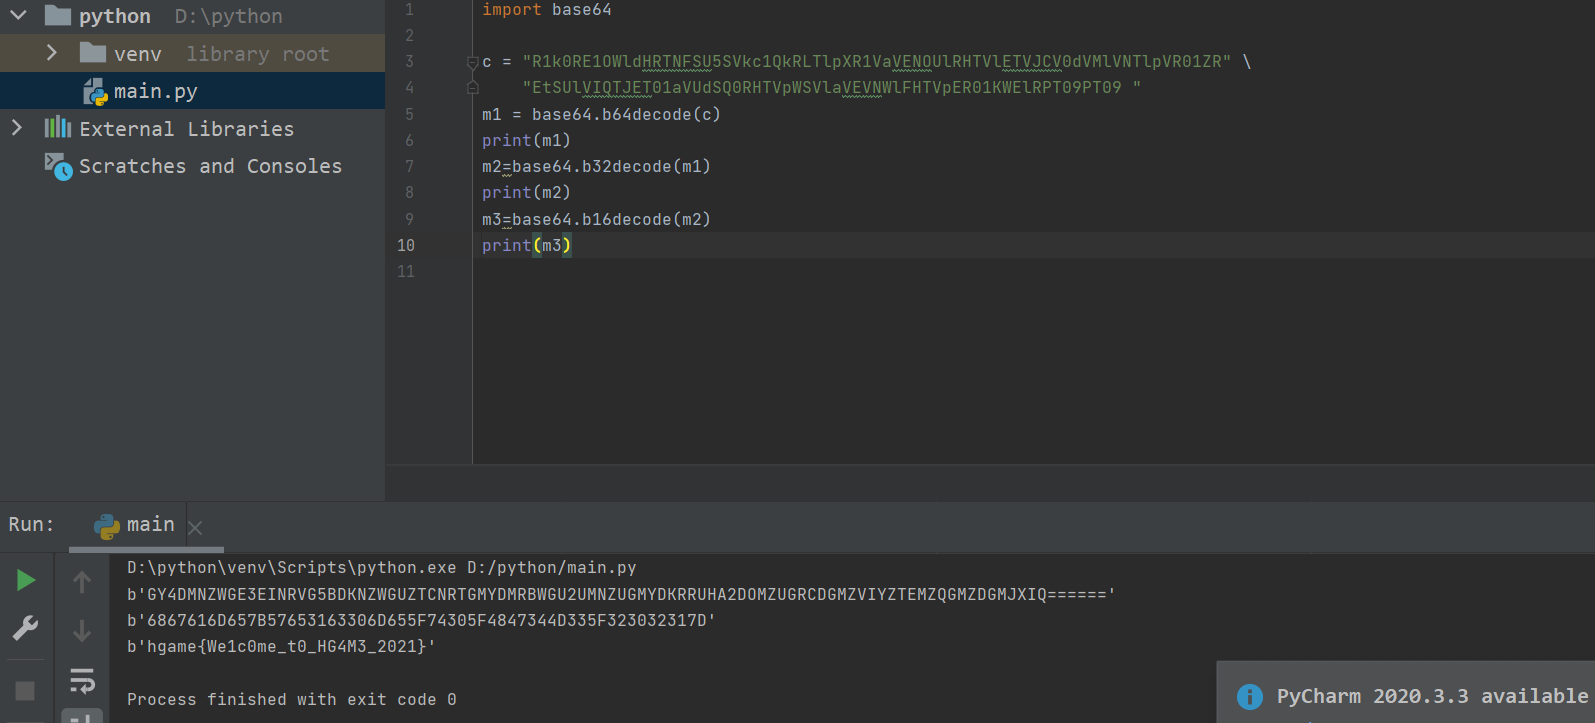 python D:\python
venv library root
main.py
External Libraries
Scratches and Consoles
1 import base64
2
3 c = "R1k0RE1OWldHRTNFSU5SVkc1QkRLTlpXR1VaVENOUlRHTVlETVJCV0dVMlVNTlpVR01ZR" \
4 "EtSUlVIQTJET01aVUdSQ0RHTVpWSVlaVEVNWlFHTVpER01KWElRPT09PT09 "
5 m1 = base64.b64decode(c)
6 print(m1)
7 m2=base64.b32decode(m1)
8 print(m2)
9 m3=base64.b16decode(m2)
10 print(m3)
11
Run: main
D:\python\venv\Scripts\python.exe D:/python/main.py
b'GY4DMNZWGE3EINRVG5BDKNZWGUZTCNRTGMYDMRBWGU2UMNZUGMYDKRRUHA2DOMZUGRCDGMZVIYZTEMZQGMZDGMJXIQ======'
b'6867616D657B57653163306D655F74305F4847344D335F323032317D'
b'hgame{We1c0me_t0_HG4M3_2021}'
Process finished with exit code 0
PyCharm 2020.3.3 available